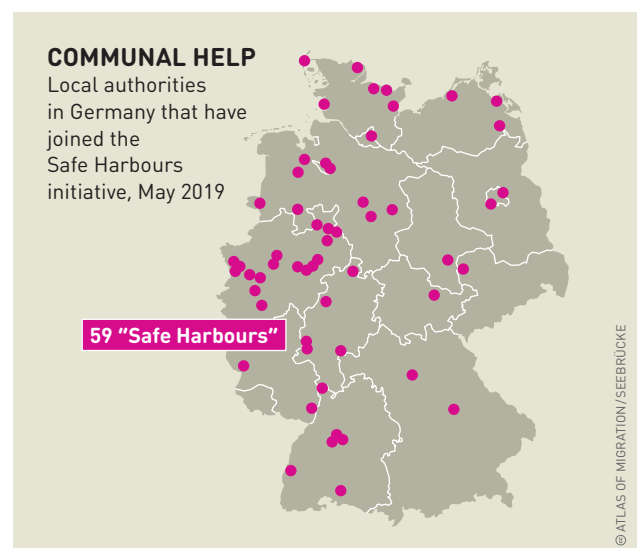 COMMUNAL HELP
Local authorities
in Germany that have
joined the
Safe Harbours
initiative, May 2019
59 “Safe Harbours”
© ATLAS OF MIGRATION / SEEBRÜCKE